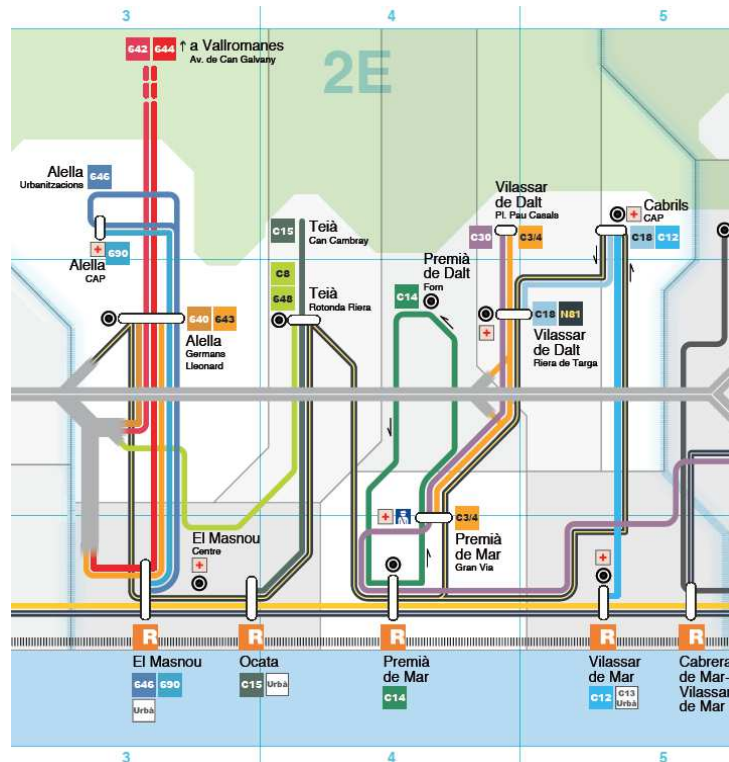 3
4
5
642 644 ↑ a Vallromanes
Av. de Can Galvany
2E
Alella 646
Urbanitzacions
690
Alella
CAP
C15 Teià
Can Cambray
C8
648 Teià
Rotonda Riera
640 643
Alella
Germans
Lleonard
Vilassar
de Dalt
Pl. Pau Casals
C30
C3/4
Cabrils
CAP
C18 C12
Premià
de Dalt
Forn
C14
C18 N81
Vilassar
de Dalt
Riera de Targa
El Masnou
Centre
C3/4
Premià
de Mar
Gran Via
R
R
R
R
R
El Masnou
646 690
Urbà
Ocata
C15 Urbà
Premià
de Mar
C14
Vilassar
de Mar
C12 C13
Urbà
Cabrera
de Mar-
Vilassar
de Mar
3
4
5